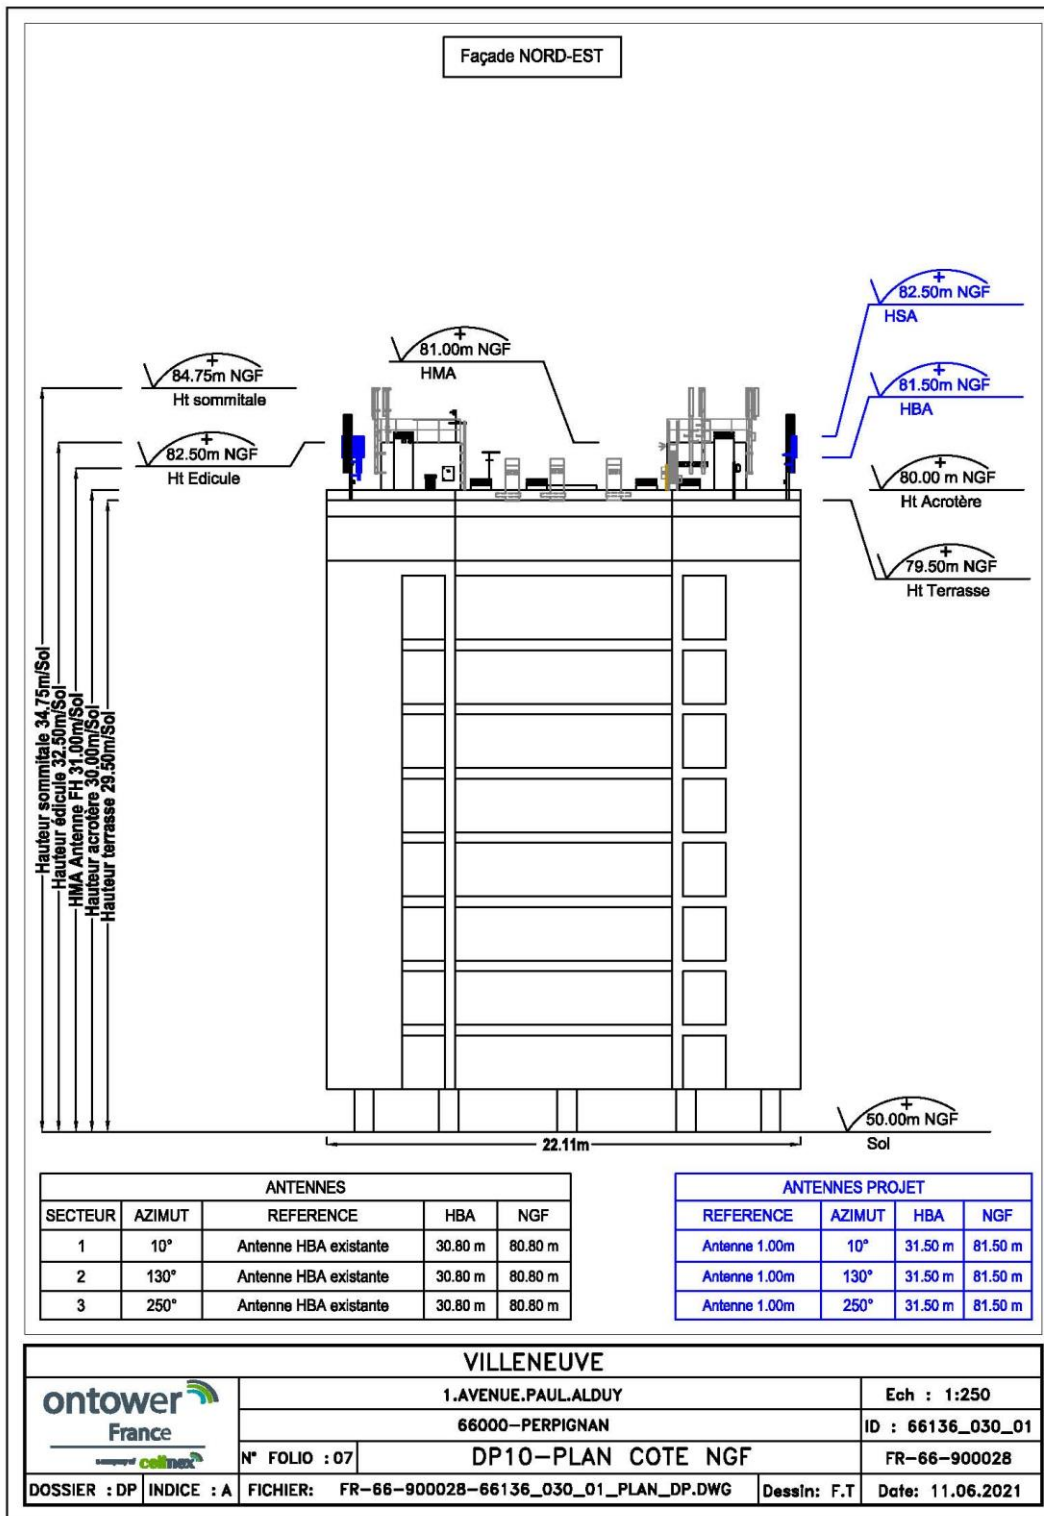 Façade NORD-EST
82.50m NGF
HSA
81.00m NGF
HMA
84.75m NGF
Ht sommitale
81.50m NGF
HBA
82.50m NGF
Ht Edicule
80.00 m NGF
Ht Acrotère
79.50m NGF
Ht Terrasse
Hauteur sommitale 34.75m/Sol
Hauteur édicule 32.50m/Sol
HMA Antenne FH 31.00m/Sol
Hauteur acrotère 30.00m/Sol
Hauteur terrasse 29.50m/Sol
50.00m NGF
Sol
22.11m
ANTENNES
SECTEUR AZIMUT REFERENCE HBA NGF
1 10° Antenne HBA existante 30.80 m 80.80 m
2 130° Antenne HBA existante 30.80 m 80.80 m
3 250° Antenne HBA existante 30.80 m 80.80 m
ANTENNES PROJET
REFERENCE AZIMUT HBA NGF
Antenne 1.00m 10° 31.50 m 81.50 m
Antenne 1.00m 130° 31.50 m 81.50 m
Antenne 1.00m 250° 31.50 m 81.50 m
VILLENEUVE
ontower
France
a company of cellnex
1.AVENUE.PAUL.ALDUY
Ech : 1:250
66000-PERPIGNAN
ID : 66136_030_01
N° FOLIO :07
DP10-PLAN COTE NGF
FR-66-900028
DOSSIER :DP
INDICE : A
FICHIER: FR-66-900028-66136_030_01_PLAN_DP.DWG
Dessin: F.T
Date: 11.06.2021